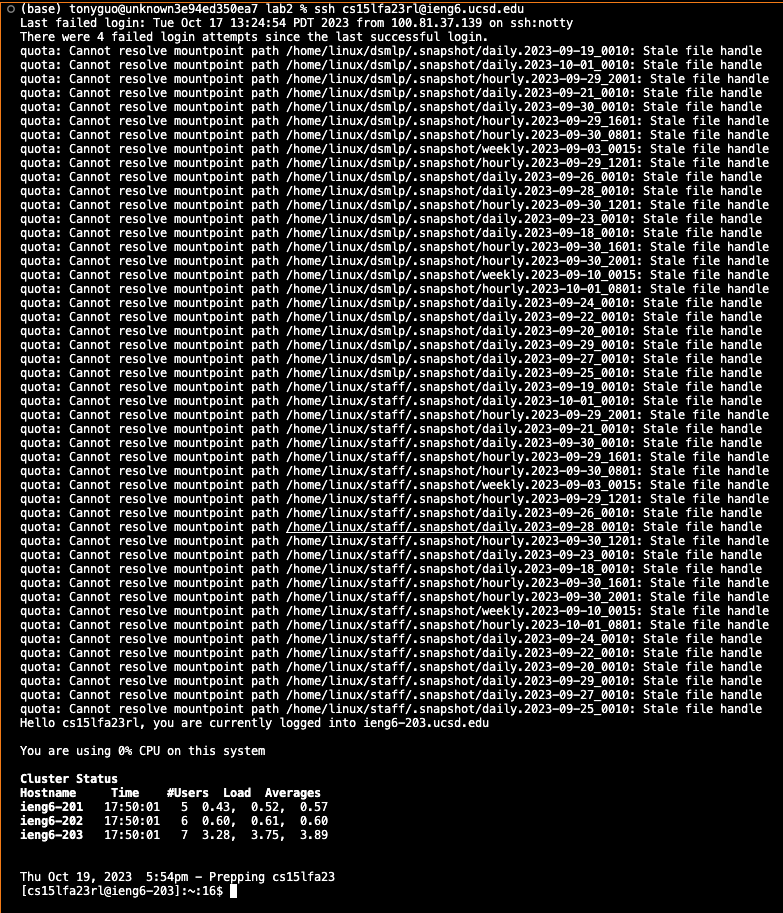 (base) tonyguo@unknown3e94ed350ea7 lab2 % ssh cs15lfa23rl@ieng6.ucsd.edu
Last failed login: Tue Oct 17 13:24:54 PDT 2023 from 100.81.37.139 on ssh:notty
There were 4 failed login attempts since the last successful login.
quota: Cannot resolve mountpoint path /home/linux/dsmlp/.snapshot/daily.2023-09-19_0010: Stale file handle
quota: Cannot resolve mountpoint path /home/linux/dsmlp/.snapshot/daily.2023-10-01_0010: Stale file handle
quota: Cannot resolve mountpoint path /home/linux/dsmlp/.snapshot/hourly.2023-09-29_2001: Stale file handle
quota: Cannot resolve mountpoint path /home/linux/dsmlp/.snapshot/daily.2023-09-21_0010: Stale file handle
quota: Cannot resolve mountpoint path /home/linux/dsmlp/.snapshot/daily.2023-09-30_0010: Stale file handle
quota: Cannot resolve mountpoint path /home/linux/dsmlp/.snapshot/hourly.2023-09-29_1601: Stale file handle
quota: Cannot resolve mountpoint path /home/linux/dsmlp/.snapshot/hourly.2023-09-30_0801: Stale file handle
quota: Cannot resolve mountpoint path /home/linux/dsmlp/.snapshot/weekly.2023-09-03_0015: Stale file handle
quota: Cannot resolve mountpoint path /home/linux/dsmlp/.snapshot/hourly.2023-09-29_1201: Stale file handle
quota: Cannot resolve mountpoint path /home/linux/dsmlp/.snapshot/daily.2023-09-26_0010: Stale file handle
quota: Cannot resolve mountpoint path /home/linux/dsmlp/.snapshot/daily.2023-09-28_0010: Stale file handle
quota: Cannot resolve mountpoint path /home/linux/dsmlp/.snapshot/hourly.2023-09-30_1201: Stale file handle
quota: Cannot resolve mountpoint path /home/linux/dsmlp/.snapshot/daily.2023-09-23_0010: Stale file handle
quota: Cannot resolve mountpoint path /home/linux/dsmlp/.snapshot/daily.2023-09-18_0010: Stale file handle
quota: Cannot resolve mountpoint path /home/linux/dsmlp/.snapshot/hourly.2023-09-30_1601: Stale file handle
quota: Cannot resolve mountpoint path /home/linux/dsmlp/.snapshot/hourly.2023-09-30_2001: Stale file handle
quota: Cannot resolve mountpoint path /home/linux/dsmlp/.snapshot/weekly.2023-09-10_0015: Stale file handle
quota: Cannot resolve mountpoint path /home/linux/dsmlp/.snapshot/hourly.2023-10-01_0801: Stale file handle
quota: Cannot resolve mountpoint path /home/linux/dsmlp/.snapshot/daily.2023-09-24_0010: Stale file handle
quota: Cannot resolve mountpoint path /home/linux/dsmlp/.snapshot/daily.2023-09-22_0010: Stale file handle
quota: Cannot resolve mountpoint path /home/linux/dsmlp/.snapshot/daily.2023-09-20_0010: Stale file handle
quota: Cannot resolve mountpoint path /home/linux/dsmlp/.snapshot/daily.2023-09-29_0010: Stale file handle
quota: Cannot resolve mountpoint path /home/linux/dsmlp/.snapshot/daily.2023-09-27_0010: Stale file handle
quota: Cannot resolve mountpoint path /home/linux/dsmlp/.snapshot/daily.2023-09-25_0010: Stale file handle
quota: Cannot resolve mountpoint path /home/linux/staff/.snapshot/daily.2023-09-19_0010: Stale file handle
quota: Cannot resolve mountpoint path /home/linux/staff/.snapshot/daily.2023-10-01_0010: Stale file handle
quota: Cannot resolve mountpoint path /home/linux/staff/.snapshot/hourly.2023-09-29_2001: Stale file handle
quota: Cannot resolve mountpoint path /home/linux/staff/.snapshot/daily.2023-09-21_0010: Stale file handle
quota: Cannot resolve mountpoint path /home/linux/staff/.snapshot/daily.2023-09-30_0010: Stale file handle
quota: Cannot resolve mountpoint path /home/linux/staff/.snapshot/hourly.2023-09-29_1601: Stale file handle
quota: Cannot resolve mountpoint path /home/linux/staff/.snapshot/hourly.2023-09-30_0801: Stale file handle
quota: Cannot resolve mountpoint path /home/linux/staff/.snapshot/weekly.2023-09-03_0015: Stale file handle
quota: Cannot resolve mountpoint path /home/linux/staff/.snapshot/hourly.2023-09-29_1201: Stale file handle
quota: Cannot resolve mountpoint path /home/linux/staff/.snapshot/daily.2023-09-26_0010: Stale file handle
quota: Cannot resolve mountpoint path /home/linux/staff/.snapshot/daily.2023-09-28_0010: Stale file handle
quota: Cannot resolve mountpoint path /home/linux/staff/.snapshot/hourly.2023-09-30_1201: Stale file handle
quota: Cannot resolve mountpoint path /home/linux/staff/.snapshot/daily.2023-09-23_0010: Stale file handle
quota: Cannot resolve mountpoint path /home/linux/staff/.snapshot/daily.2023-09-18_0010: Stale file handle
quota: Cannot resolve mountpoint path /home/linux/staff/.snapshot/hourly.2023-09-30_1601: Stale file handle
quota: Cannot resolve mountpoint path /home/linux/staff/.snapshot/hourly.2023-09-30_2001: Stale file handle
quota: Cannot resolve mountpoint path /home/linux/staff/.snapshot/weekly.2023-09-10_0015: Stale file handle
quota: Cannot resolve mountpoint path /home/linux/staff/.snapshot/hourly.2023-10-01_0801: Stale file handle
quota: Cannot resolve mountpoint path /home/linux/staff/.snapshot/daily.2023-09-24_0010: Stale file handle
quota: Cannot resolve mountpoint path /home/linux/staff/.snapshot/daily.2023-09-22_0010: Stale file handle
quota: Cannot resolve mountpoint path /home/linux/staff/.snapshot/daily.2023-09-20_0010: Stale file handle
quota: Cannot resolve mountpoint path /home/linux/staff/.snapshot/daily.2023-09-29_0010: Stale file handle
quota: Cannot resolve mountpoint path /home/linux/staff/.snapshot/daily.2023-09-27_0010: Stale file handle
quota: Cannot resolve mountpoint path /home/linux/staff/.snapshot/daily.2023-09-25_0010: Stale file handle
Hello cs15lfa23rl, you are currently logged into ieng6-203.ucsd.edu
You are using 0% CPU on this system
Cluster Status
Hostname     Time    #Users  Load  Averages
ieng6-201   17:50:01   5  0.43,  0.52,  0.57
ieng6-202   17:50:01   6  0.60,  0.61,  0.60
ieng6-203   17:50:01   7  3.28,  3.75,  3.89
Thu Oct 19, 2023  5:54pm - Prepping cs15lfa23
[cs15lfa23rl@ieng6-203]:~:16$